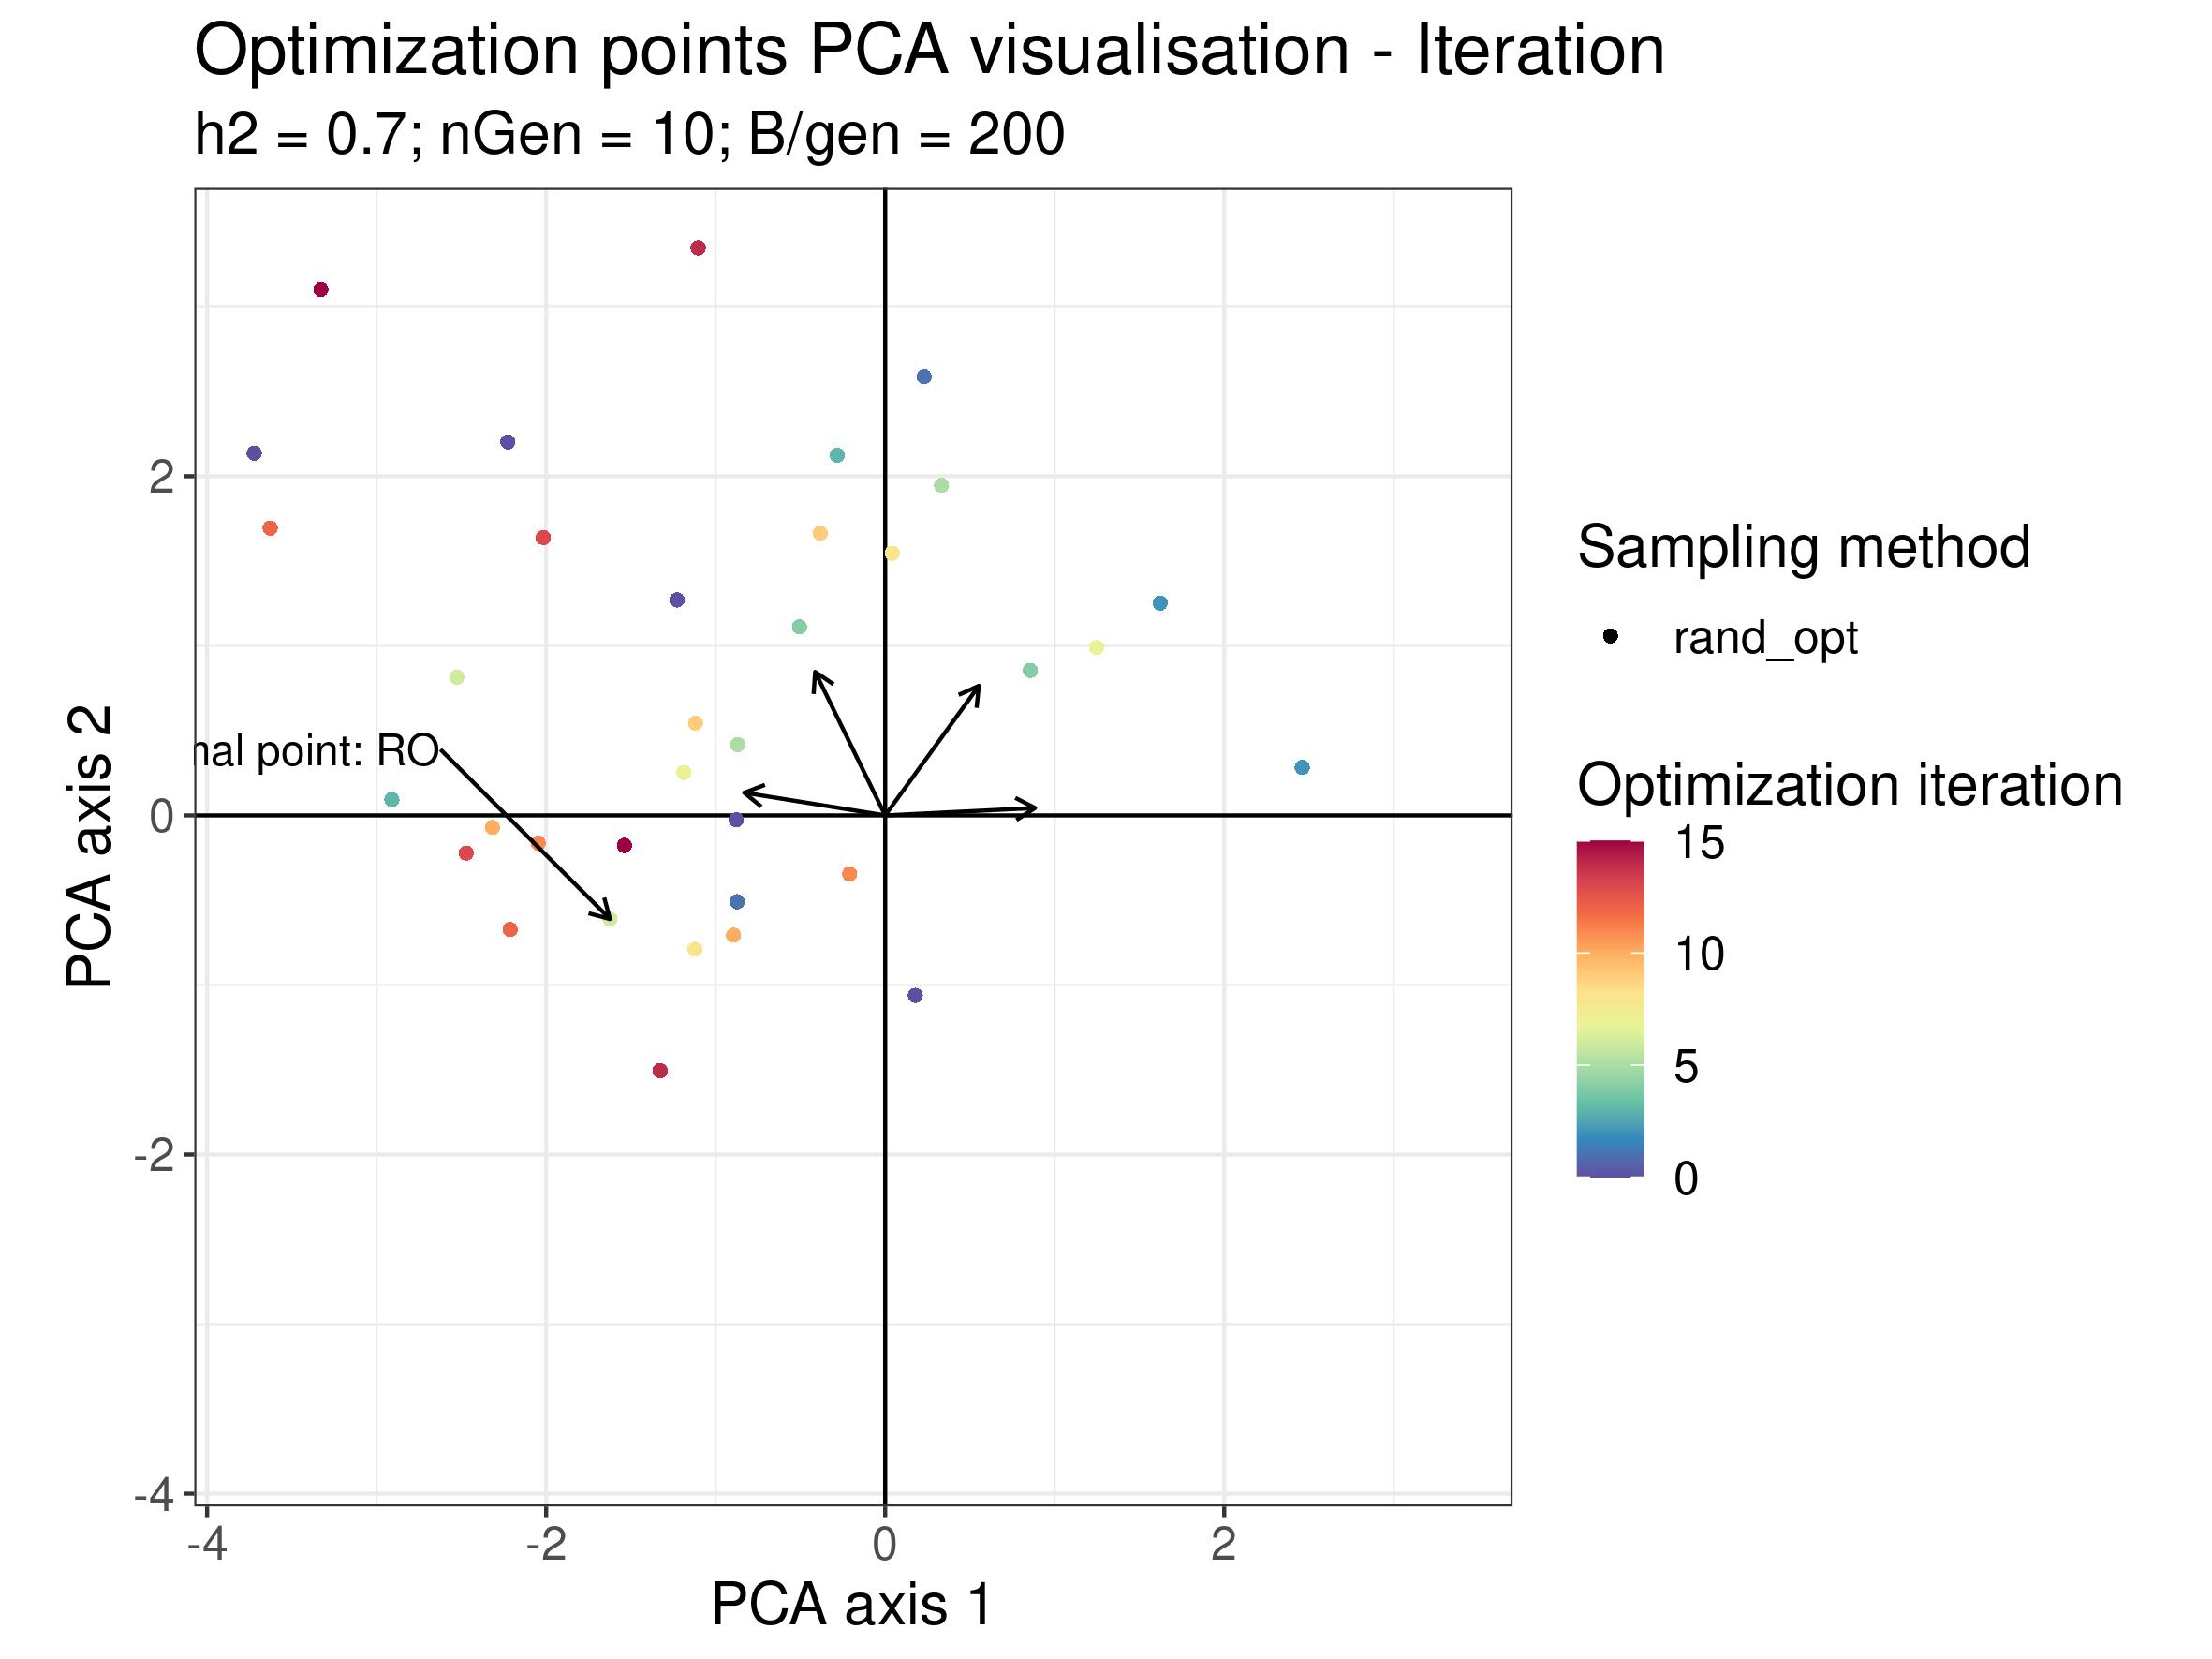 Optimization points PCA visualisation - Iteration
h2 = 0.7; nGen = 10; B/gen = 200
PCA axis 2
2
0
-2
-4
nal point: RO
-4
-2
0
2
PCA axis 1
Sampling method
rand_opt
Optimization iteration
15
10
5
0